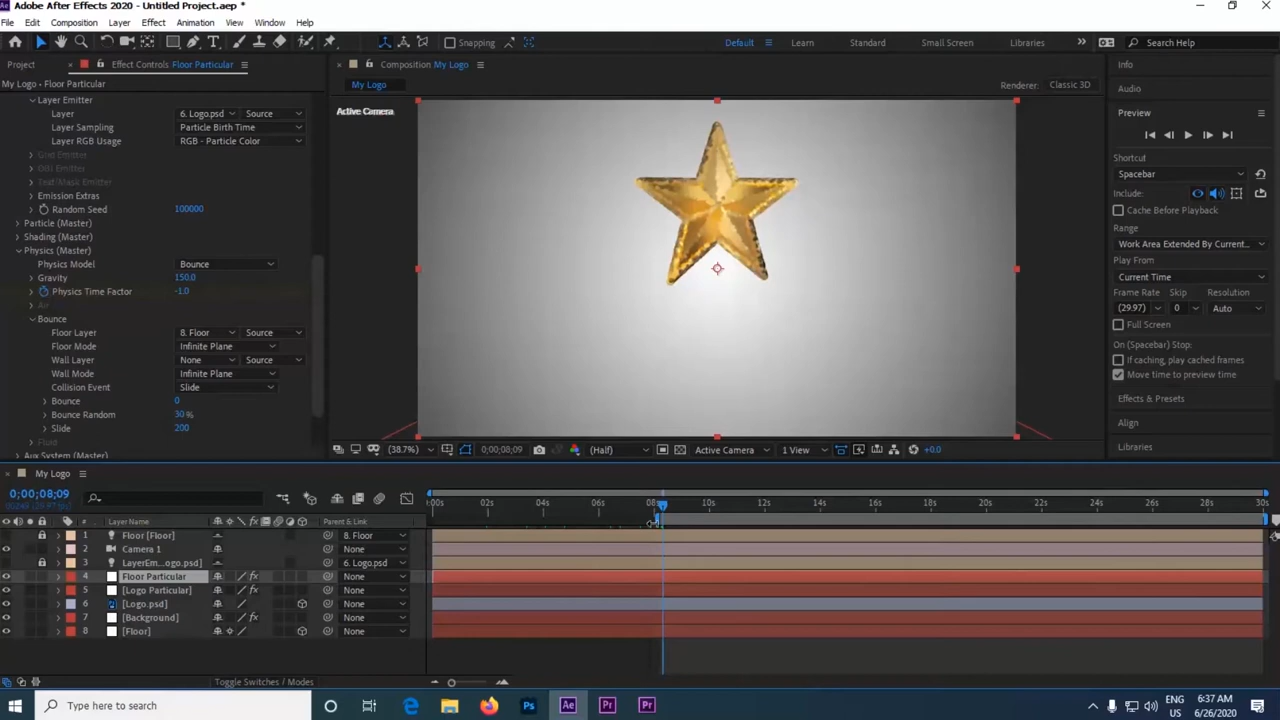 Adobe After Effects 2020 - Untitled Project.aep *
File Edit Composition Layer Effect Animation View Window Help
Snapping Default Learn Standard Small Screen Libraries Search Help
Project Effect Controls Floor Particular Composition My Logo Info
My Logo • Floor Particular My Logo Renderer: Classic 3D Audio
Layer Emitter Active Camera Preview
Layer 6. Logo.psd Source
Layer Sampling Particle Birth Time
Layer RGB Usage RGB - Particle Color
Grid Emitter
OBJ Emitter
Text/Mask Emitter
Emission Extras
Random Seed 100000
Particle (Master)
Shading (Master)
Physics (Master)
Physics Model Bounce
Gravity 150.0
Physics Time Factor -1.0
Air
Bounce
Floor Layer 8. Floor Source
Floor Mode Infinite Plane
Wall Layer None Source
Wall Mode Infinite Plane
Collision Event Slide
Bounce 0
Bounce Random 30 %
Slide 200
Fluid
Aux System (Master)
Shortcut
Spacebar
Include:
Cache Before Playback
Range
Work Area Extended By Current...
Play From
Current Time
Frame Rate Skip Resolution
(29.97) 0 Auto
Full Screen
On (Spacebar) Stop:
If caching, play cached frames
Move time to preview time
Effects & Presets
Align
Libraries
(38.7%) 0;00;08;09 (Half) Active Camera 1 View +0.0
My Logo
0;00;08;09
00249 (29.97 fps)
:00s 02s 04s 06s 08s 10s 12s 14s 16s 18s 20s 22s 24s 26s 28s 30s
# Layer Name Parent & Link
1 Floor [Floor] 8. Floor
2 Camera 1 None
3 LayerEm...ogo.psd] 6. Logo.psd
4 Floor Particular None
5 [Logo Particular] None
6 [Logo.psd] None
7 [Background] None
8 [Floor] None
Toggle Switches / Modes
Type here to search Ae Pr Pr Ps ENG 6:37 AM
US 6/26/2020